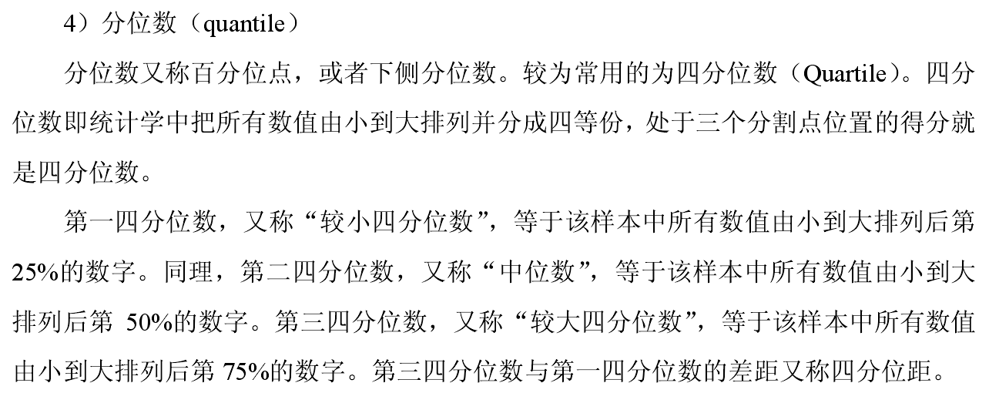 4）分位数（quantile）
分位数又称百分位点，或者下侧分位数。较为常用的为四分位数（Quartile）。四分
位数即统计学中把所有数值由小到大排列并分成四等份，处于三个分割点位置的得分就
是四分位数。
第一四分位数，又称“较小四分位数”，等于该样本中所有数值由小到大排列后第
25%的数字。同理，第二四分位数，又称“中位数”，等于该样本中所有数值由小到大
排列后第 50%的数字。第三四分位数，又称“较大四分位数”，等于该样本中所有数值
由小到大排列后第 75%的数字。第三四分位数与第一四分位数的差距又称四分位距。